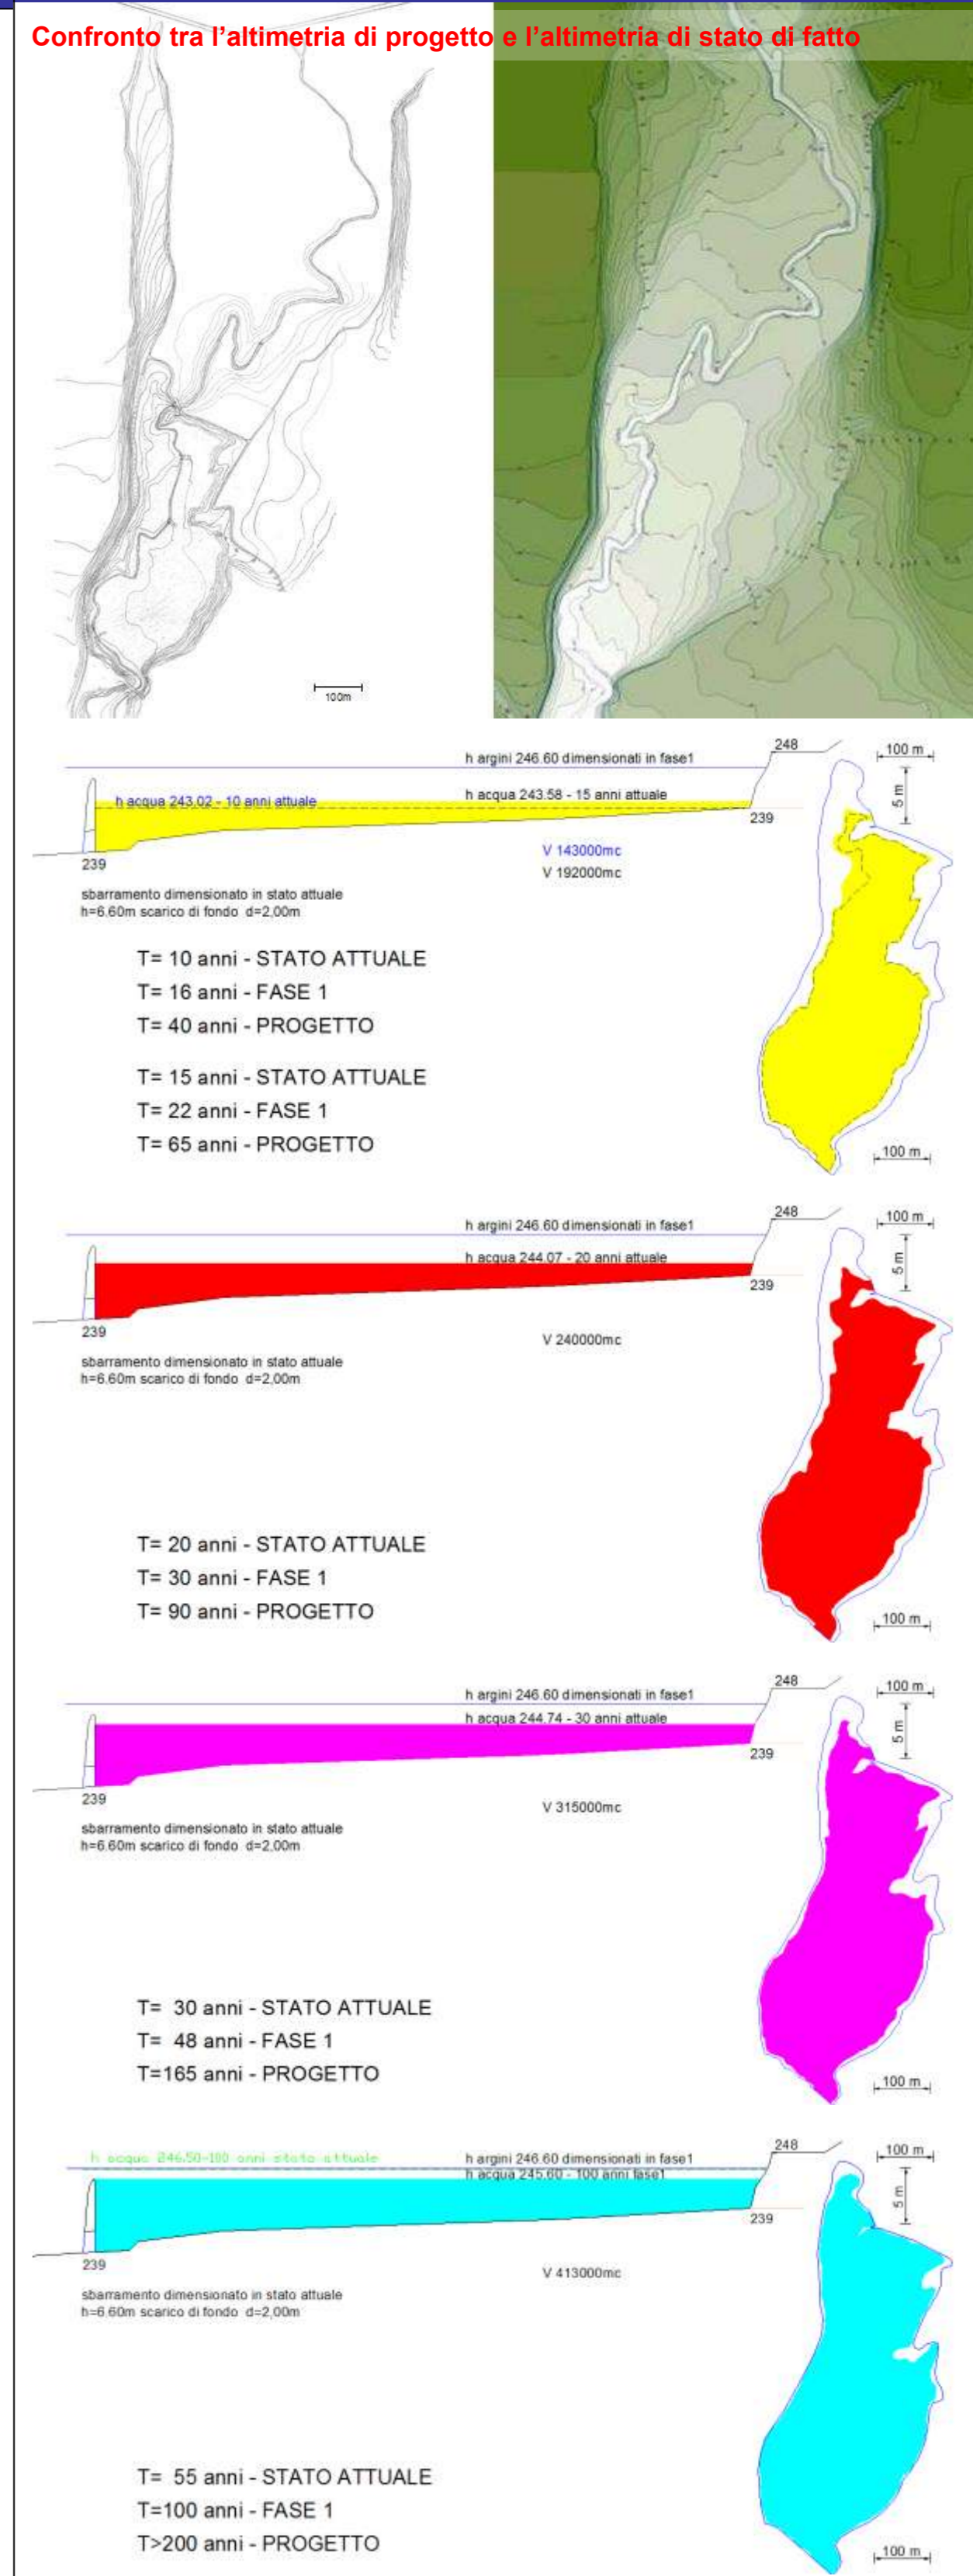 Confronto tra l'altimetria di progetto e l'altimetria di stato di fatto
100m
248
100 m
h argini 246.60 dimensionati in fase1
5 m
h acqua 243.02 - 10 anni attuale
h acqua 243.58 - 15 anni attuale
239
239
V 143000mc
V 192000mc
sbarramento dimensionato in stato attuale
h=6.60m scarico di fondo d=2,00m
T= 10 anni - STATO ATTUALE
T= 16 anni - FASE 1
T= 40 anni - PROGETTO
T= 15 anni - STATO ATTUALE
T= 22 anni - FASE 1
T= 65 anni - PROGETTO
100 m
248
100 m
h argini 246.60 dimensionati in fase1
5 m
h acqua 244.07 - 20 anni attuale
239
239
V 240000mc
sbarramento dimensionato in stato attuale
h=6.60m scarico di fondo d=2,00m
T= 20 anni - STATO ATTUALE
T= 30 anni - FASE 1
T= 90 anni - PROGETTO
100 m
248
100 m
h argini 246.60 dimensionati in fase1
5 m
h acqua 244.74 - 30 anni attuale
239
239
V 315000mc
sbarramento dimensionato in stato attuale
h=6.60m scarico di fondo d=2,00m
T= 30 anni - STATO ATTUALE
T= 48 anni - FASE 1
T=165 anni - PROGETTO
100 m
248
100 m
h acqua 246.50-100 anni stato attuale
h argini 246.60 dimensionati in fase1
h acqua 245.60 - 100 anni fase1
5 m
239
239
V 413000mc
sbarramento dimensionato in stato attuale
h=6.60m scarico di fondo d=2,00m
T= 55 anni - STATO ATTUALE
T=100 anni - FASE 1
T>200 anni - PROGETTO
100 m